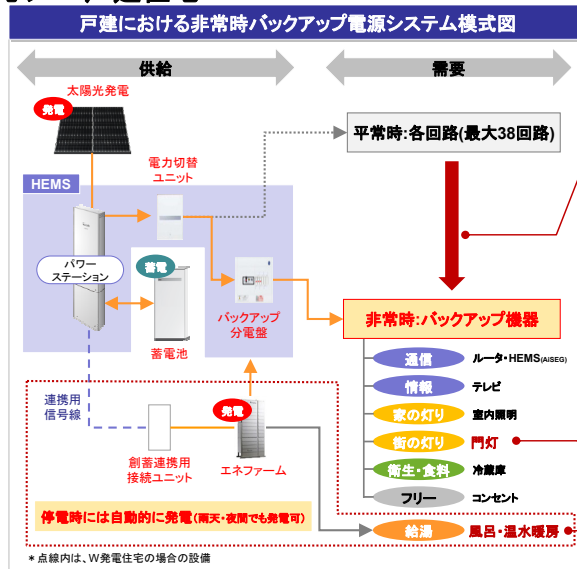 戸建における非常時バックアップ電源システム模式図
供給
需要
太陽光発電
発電
平常時:各回路(最大38回路)
電力切替
ユニット
HEMS
パワー
ステーション
蓄電
蓄電池
バックアップ
分電盤
非常時:バックアップ機器
通信 ルータ・HEMS(AiSEG)
情報 テレビ
家の灯り 室内照明
街の灯り 門灯
衛生・食料 冷蔵庫
フリー コンセント
給湯 風呂・温水暖房
連携用
信号線
発電
創蓄連携用
接続ユニット
エネファーム
停電時には自動的に発電(雨天・夜間でも発電可)
*点線内は、W発電住宅の場合の設備